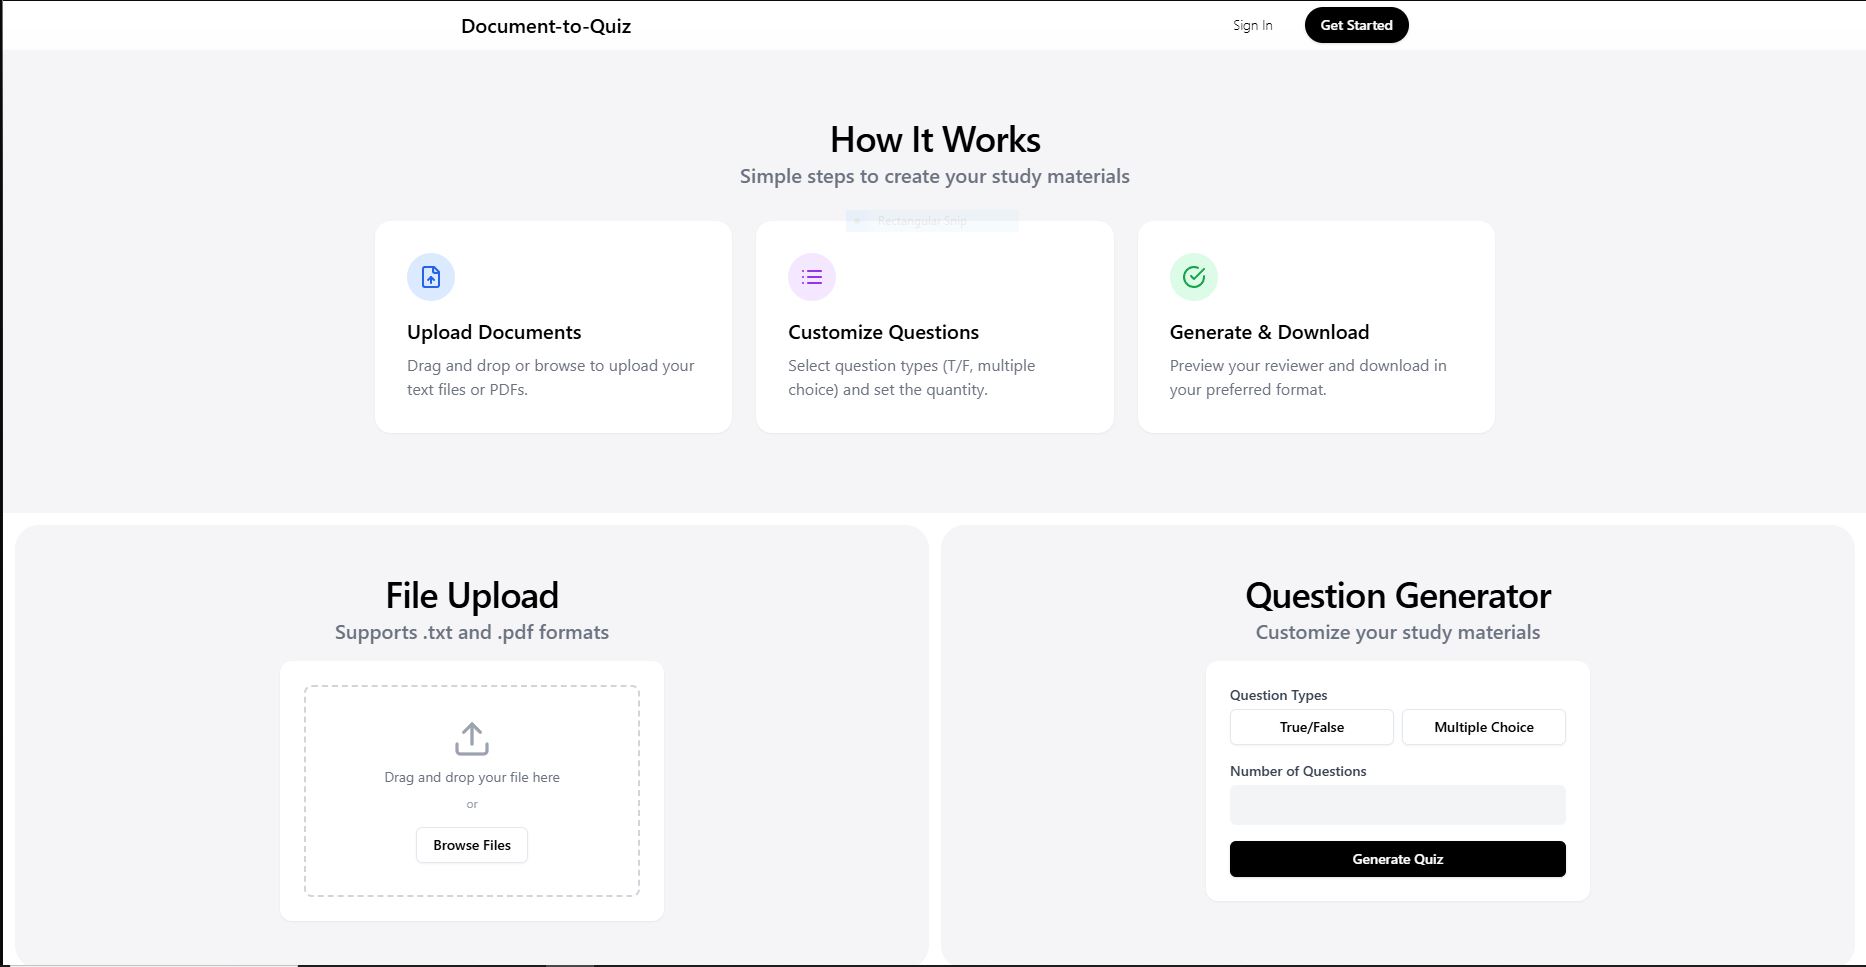 Document-to-Quiz
Sign In
Get Started
How It Works
Simple steps to create your study materials
Rectangular Snip
Upload Documents
Drag and drop or browse to upload your
text files or PDFs.
Customize Questions
Select question types (T/F, multiple
choice) and set the quantity.
Generate & Download
Preview your reviewer and download in
your preferred format.
File Upload
Supports .txt and .pdf formats
Drag and drop your file here
or
Browse Files
Question Generator
Customize your study materials
Question Types
True/False
Multiple Choice
Number of Questions
Generate Quiz